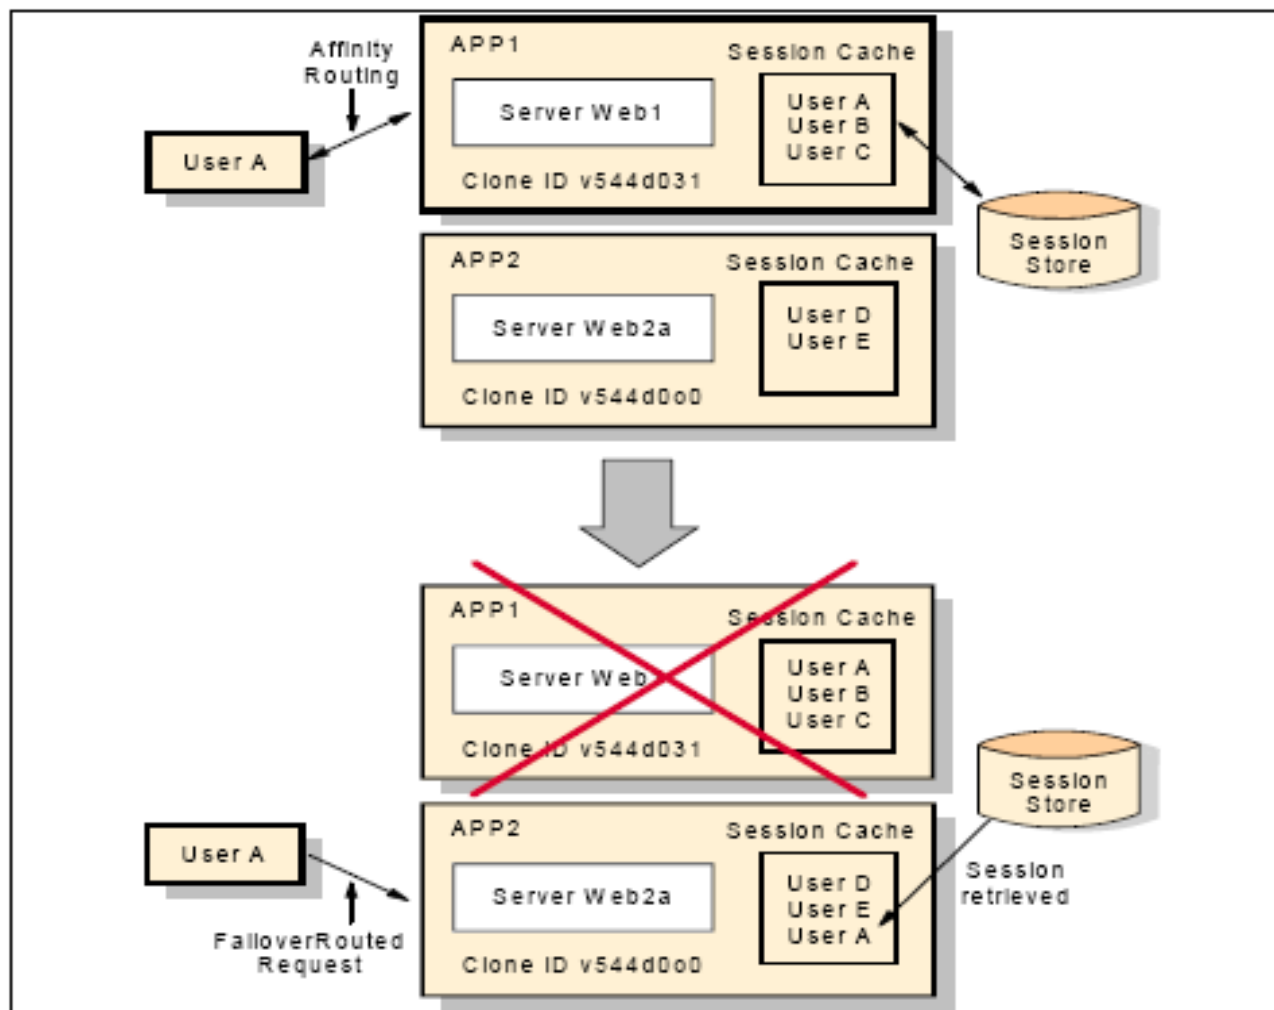 Affinity
Routing
User A
APP1
Server Web1
Clone ID v544d031
Session Cache
User A
User B
User C
Session
Store
APP2
Server Web2a
Clone ID v544d0o0
Session Cache
User D
User E
APP1
Server Web
Clone ID v544d031
Session Cache
User A
User B
User C
Session
Store
User A
FailoverRouted
Request
APP2
Server Web2a
Clone ID v544d0o0
Session Cache
User D
User E
User A
Session
retrieved